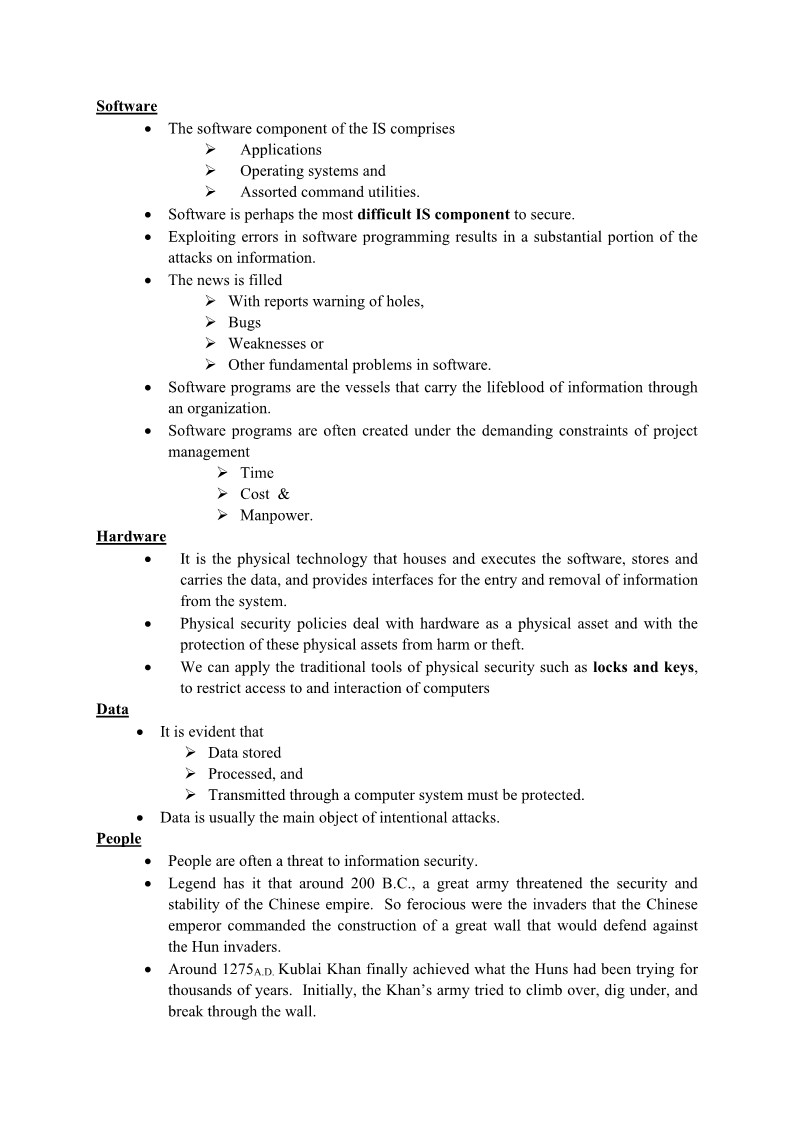 Software
• The software component of the IS comprises
➢ Applications
➢ Operating systems and
➢ Assorted command utilities.
• Software is perhaps the most difficult IS component to secure.
• Exploiting errors in software programming results in a substantial portion of the
attacks on information.
• The news is filled
➢ With reports warning of holes,
➢ Bugs
➢ Weaknesses or
➢ Other fundamental problems in software.
• Software programs are the vessels that carry the lifeblood of information through
an organization.
• Software programs are often created under the demanding constraints of project
management
➢ Time
➢ Cost &
➢ Manpower.
Hardware
• It is the physical technology that houses and executes the software, stores and
carries the data, and provides interfaces for the entry and removal of information
from the system.
• Physical security policies deal with hardware as a physical asset and with the
protection of these physical assets from harm or theft.
• We can apply the traditional tools of physical security such as locks and keys,
to restrict access to and interaction of computers
Data
• It is evident that
➢ Data stored
➢ Processed, and
➢ Transmitted through a computer system must be protected.
• Data is usually the main object of intentional attacks.
People
• People are often a threat to information security.
• Legend has it that around 200 B.C., a great army threatened the security and
stability of the Chinese empire. So ferocious were the invaders that the Chinese
emperor commanded the construction of a great wall that would defend against
the Hun invaders.
• Around 1275A.D. Kublai Khan finally achieved what the Huns had been trying for
thousands of years. Initially, the Khan’s army tried to climb over, dig under, and
break through the wall.